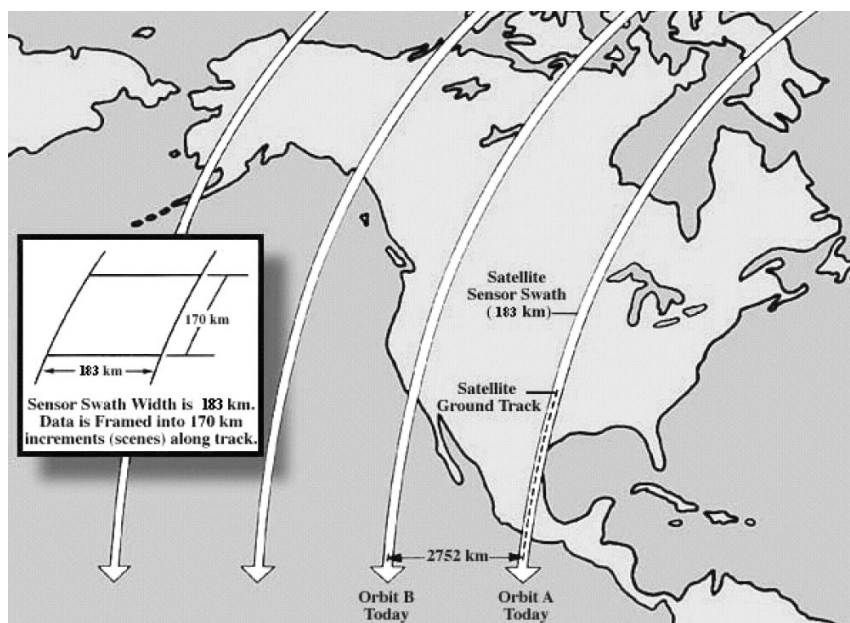 Satellite
Sensor Swath
(183 km)
170 km
183 km
Sensor Swath Width is 183 km.
Data is Framed into 170 km
increments (scenes) along track.
Satellite
Ground Track
2752 km
Orbit B
Today
Orbit A
Today